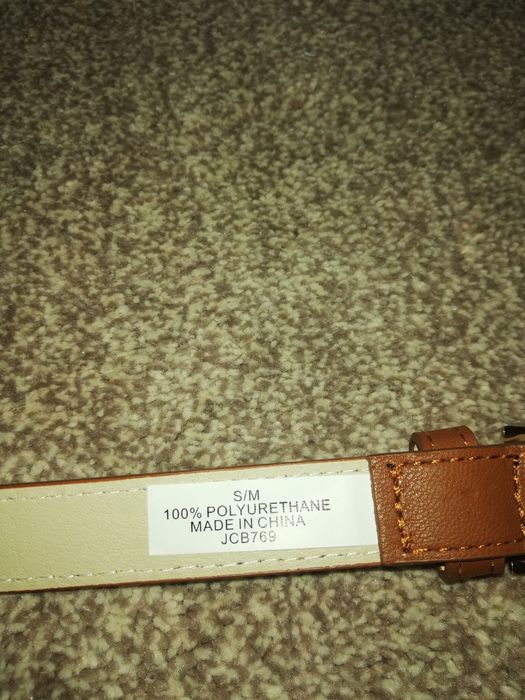 S/M
100% POLYURETHANE
MADE IN CHINA
JCB769